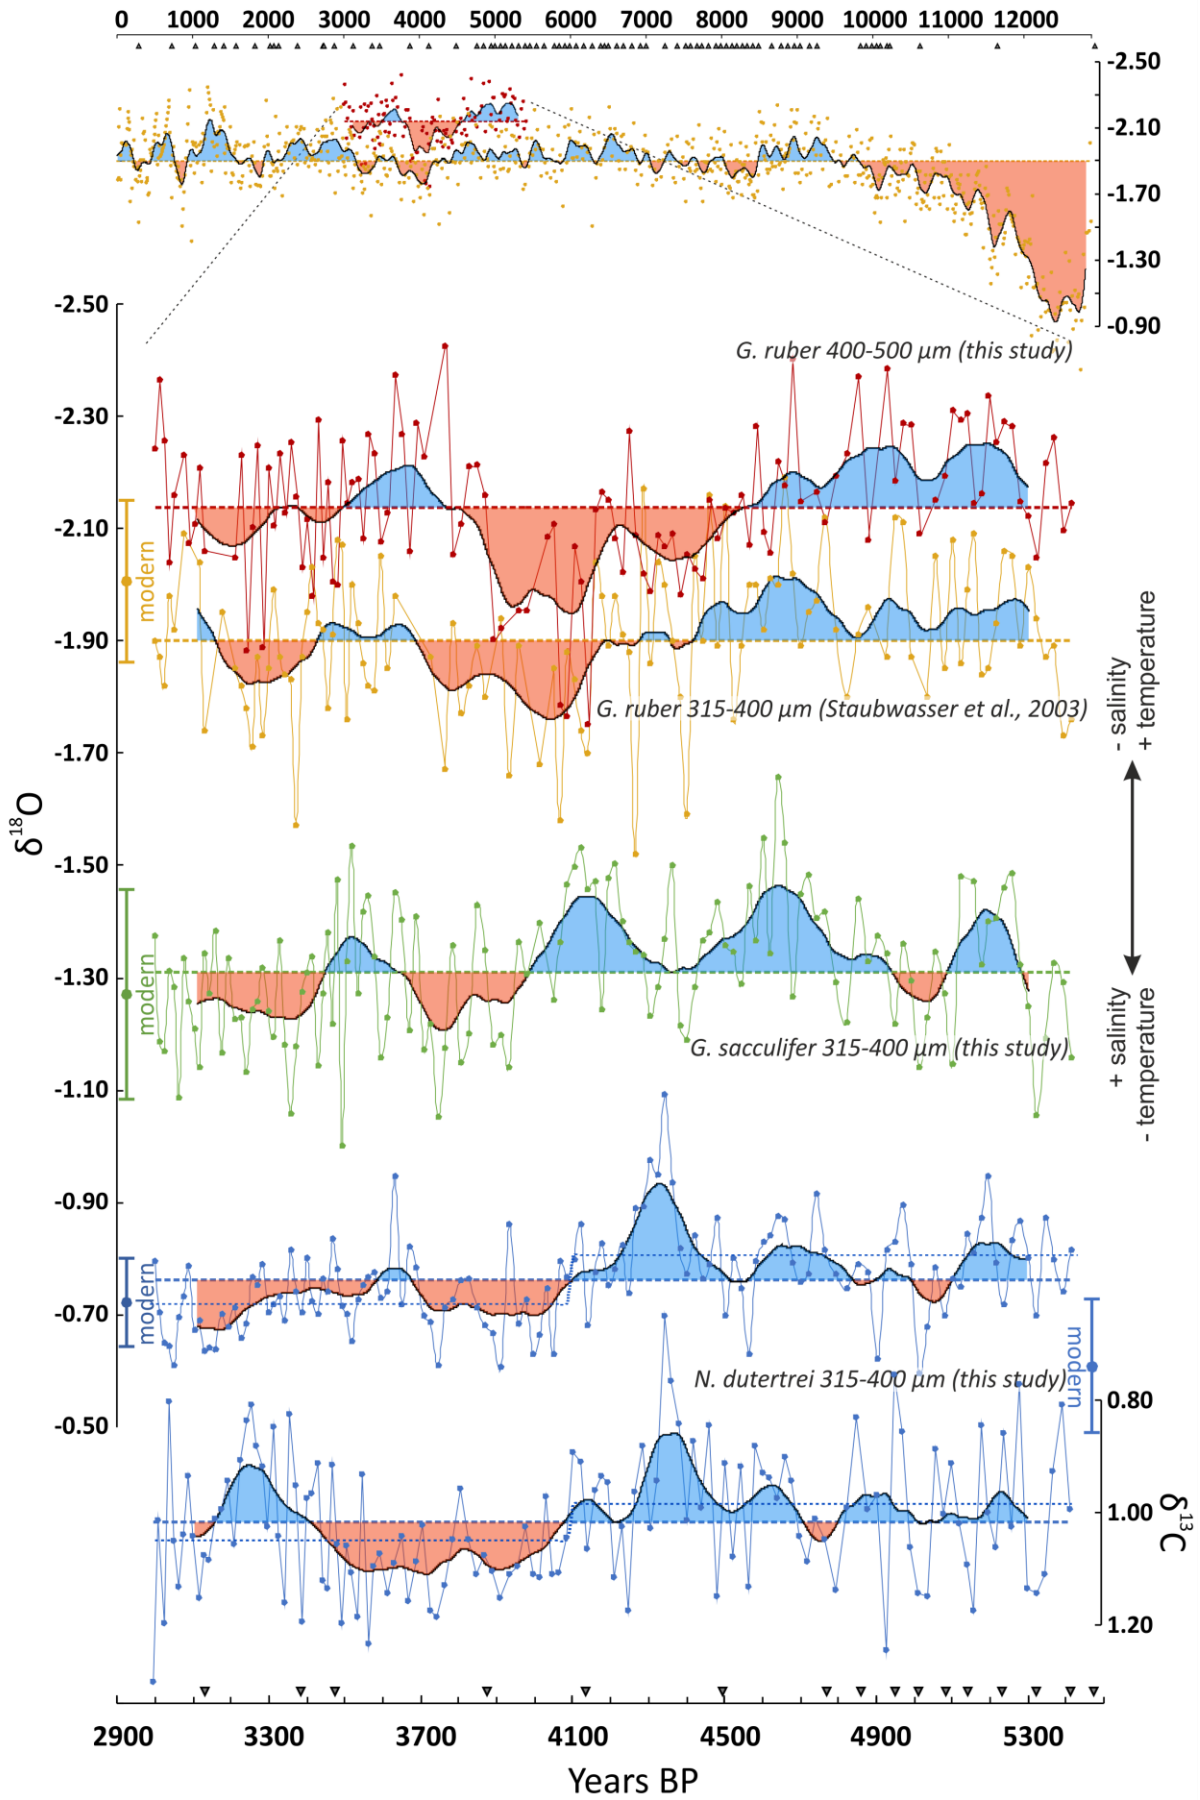 0 1000 2000 3000 4000 5000 6000 7000 8000 9000 10000 11000 12000
-2.50
-2.10
-1.70
-1.30
-0.90
-2.50
G. ruber 400-500 µm (this study)
-2.30
-2.10
modern
-1.90
G. ruber 315-400 µm (Staubwasser et al., 2003)
- salinity
+ temperature
-1.70
δ18O
-1.50
modern
-1.30
G. sacculifer 315-400 µm (this study)
+ salinity
- temperature
-1.10
-0.90
modern
-0.70
modern
N. dutertrei 315-400 µm (this study)
-0.50
0.80
1.00
δ13C
1.20
2900 3300 3700 4100 4500 4900 5300
Years BP